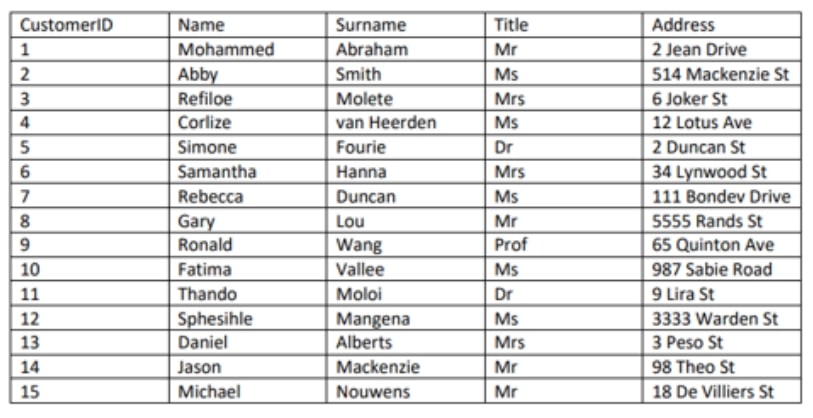 CustomerID Name Surname Title Address
1 Mohammed Abraham Mr 2 Jean Drive
2 Abby Smith Ms 514 Mackenzie St
3 Refiloe Molete Mrs 6 Joker St
4 Corlize van Heerden Ms 12 Lotus Ave
5 Simone Fourie Dr 2 Duncan St
6 Samantha Hanna Mrs 34 Lynwood St
7 Rebecca Duncan Ms 111 Bondev Drive
8 Gary Lou Mr 5555 Rands St
9 Ronald Wang Prof 65 Quinton Ave
10 Fatima Vallee Ms 987 Sabie Road
11 Thando Moloi Dr 9 Lira St
12 Sphesihle Mangena Ms 3333 Warden St
13 Daniel Alberts Mrs 3 Peso St
14 Jason Mackenzie Mr 98 Theo St
15 Michael Nouwens Mr 18 De Villiers St